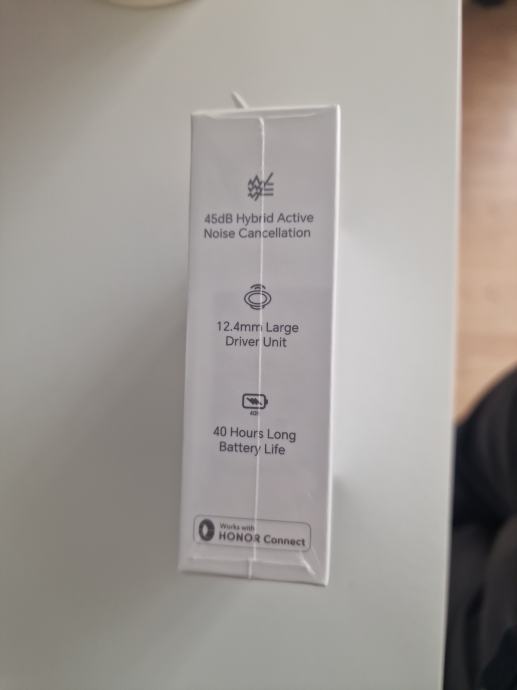 45dB Hybrid Active
Noise Cancellation
12.4mm Large
Driver Unit
40h
40 Hours Long
Battery Life
Works with
HONOR Connect